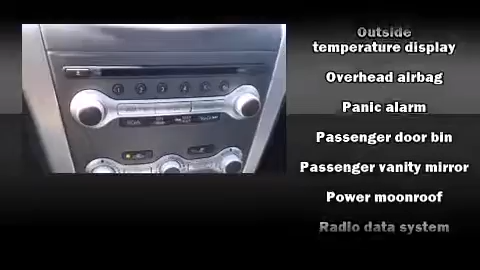 Outside
temperature display
Overhead airbag
Panic alarm
Passenger door bin
Passenger vanity mirror
Power moonroof
Radio data system